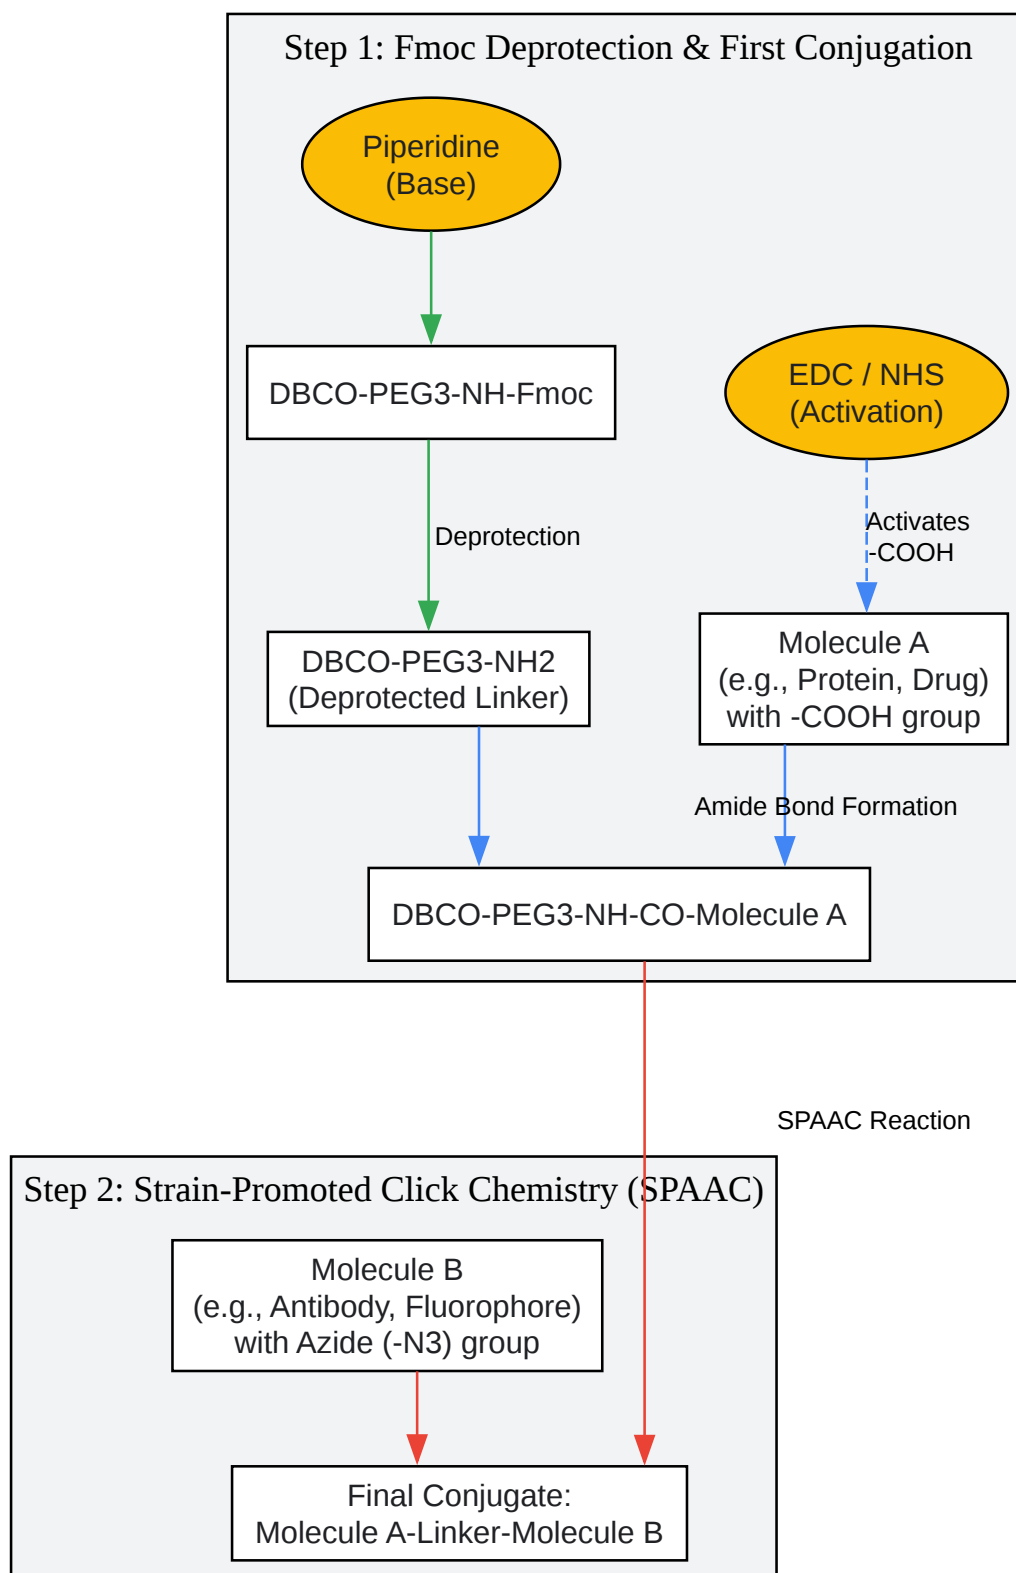 Step 1: Fmoc Deprotection & First Conjugation
Piperidine
(Base)
DBCO-PEG3-NH-Fmoc
EDC / NHS
(Activation)
Deprotection
Activates
-COOH
DBCO-PEG3-NH2
(Deprotected Linker)
Molecule A
(e.g., Protein, Drug)
with -COOH group
Amide Bond Formation
DBCO-PEG3-NH-CO-Molecule A
SPAAC Reaction
Step 2: Strain-Promoted Click Chemistry (SPAAC)
Molecule B
(e.g., Antibody, Fluorophore)
with Azide (-N3) group
Final Conjugate:
Molecule A-Linker-Molecule B